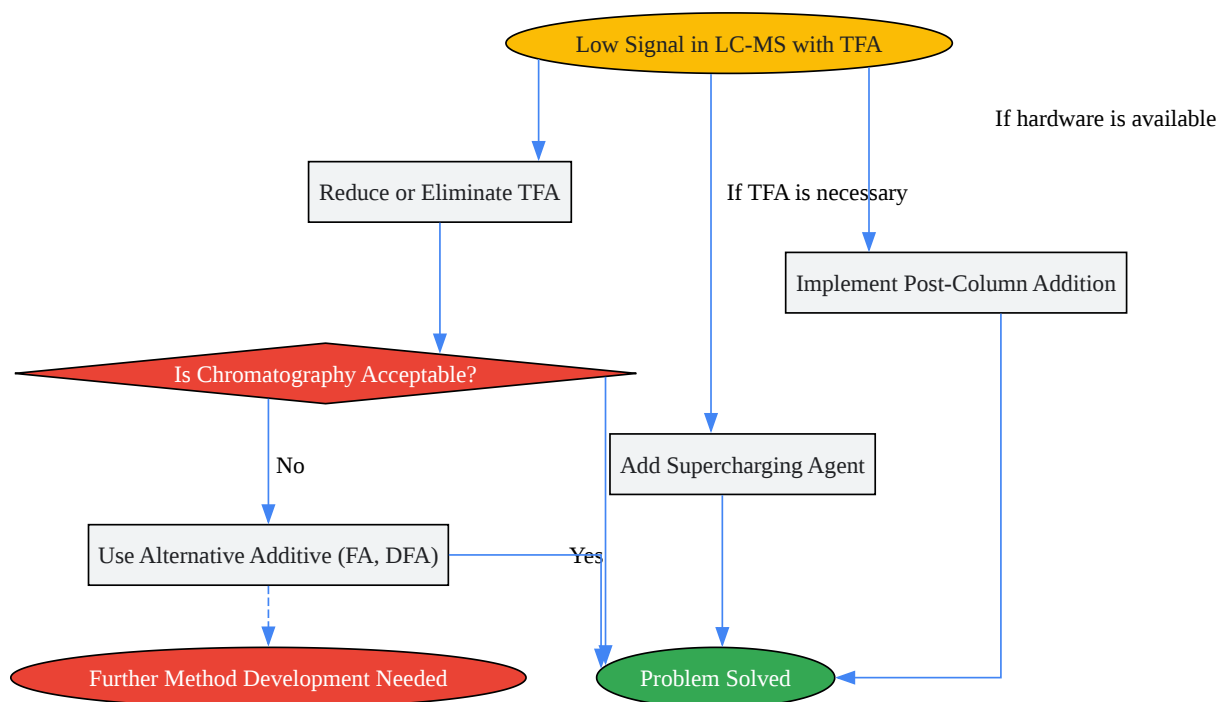 Low Signal in LC-MS with TFA
If hardware is available
Reduce or Eliminate TFA
If TFA is necessary
Implement Post-Column Addition
Is Chromatography Acceptable?
No
Add Supercharging Agent
Use Alternative Additive (FA, DFA)
Yes
Further Method Development Needed
Problem Solved